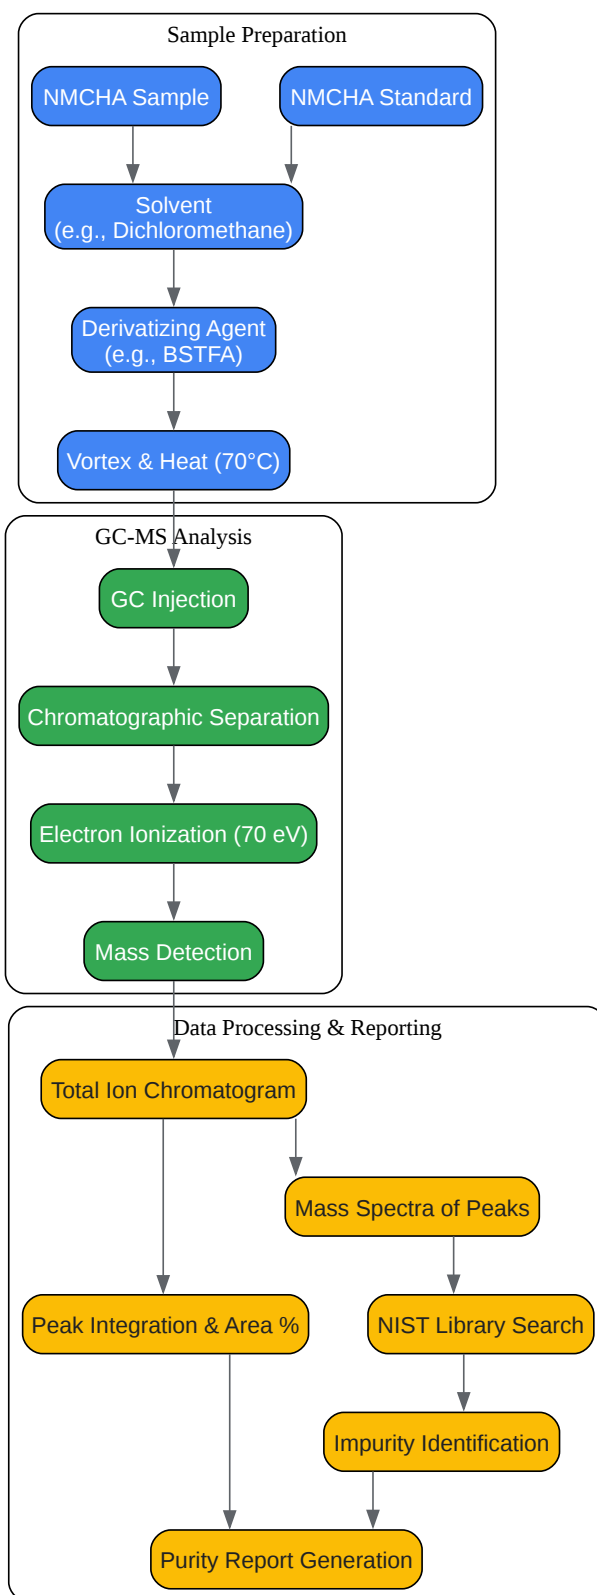 Sample Preparation
NMCHA Sample
NMCHA Standard
Solvent
(e.g., Dichloromethane)
Derivatizing Agent
(e.g., BSTFA)
Vortex & Heat (70°C)
GC-MS Analysis
GC Injection
Chromatographic Separation
Electron Ionization (70 eV)
Mass Detection
Data Processing & Reporting
Total Ion Chromatogram
Mass Spectra of Peaks
Peak Integration & Area %
NIST Library Search
Impurity Identification
Purity Report Generation